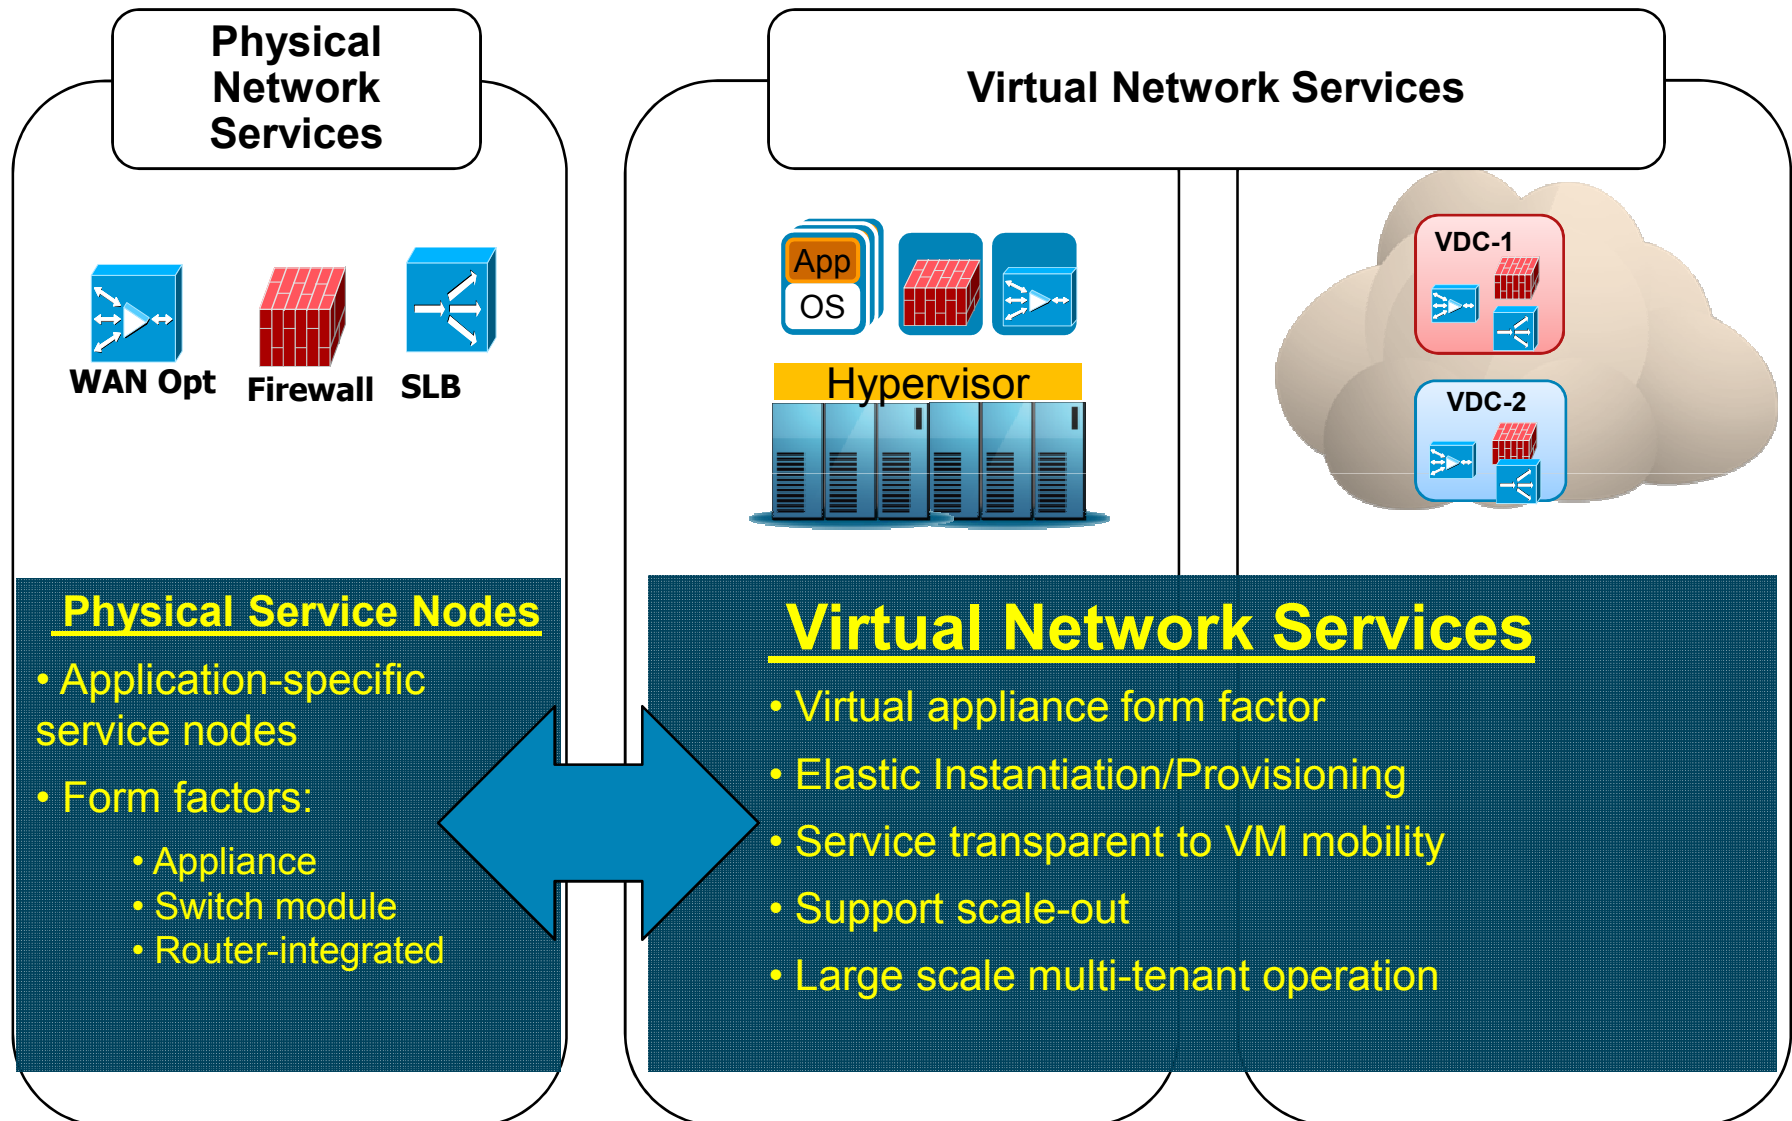 Physical
Network
Services
Virtual Network Services
WAN Opt
Firewall
SLB
App
OS
Hypervisor
VDC-1
VDC-2
Physical Service Nodes
• Application-specific
service nodes
• Form factors:
• Appliance
• Switch module
• Router-integrated
Virtual Network Services
• Virtual appliance form factor
• Elastic Instantiation/Provisioning
• Service transparent to VM mobility
• Support scale-out
• Large scale multi-tenant operation